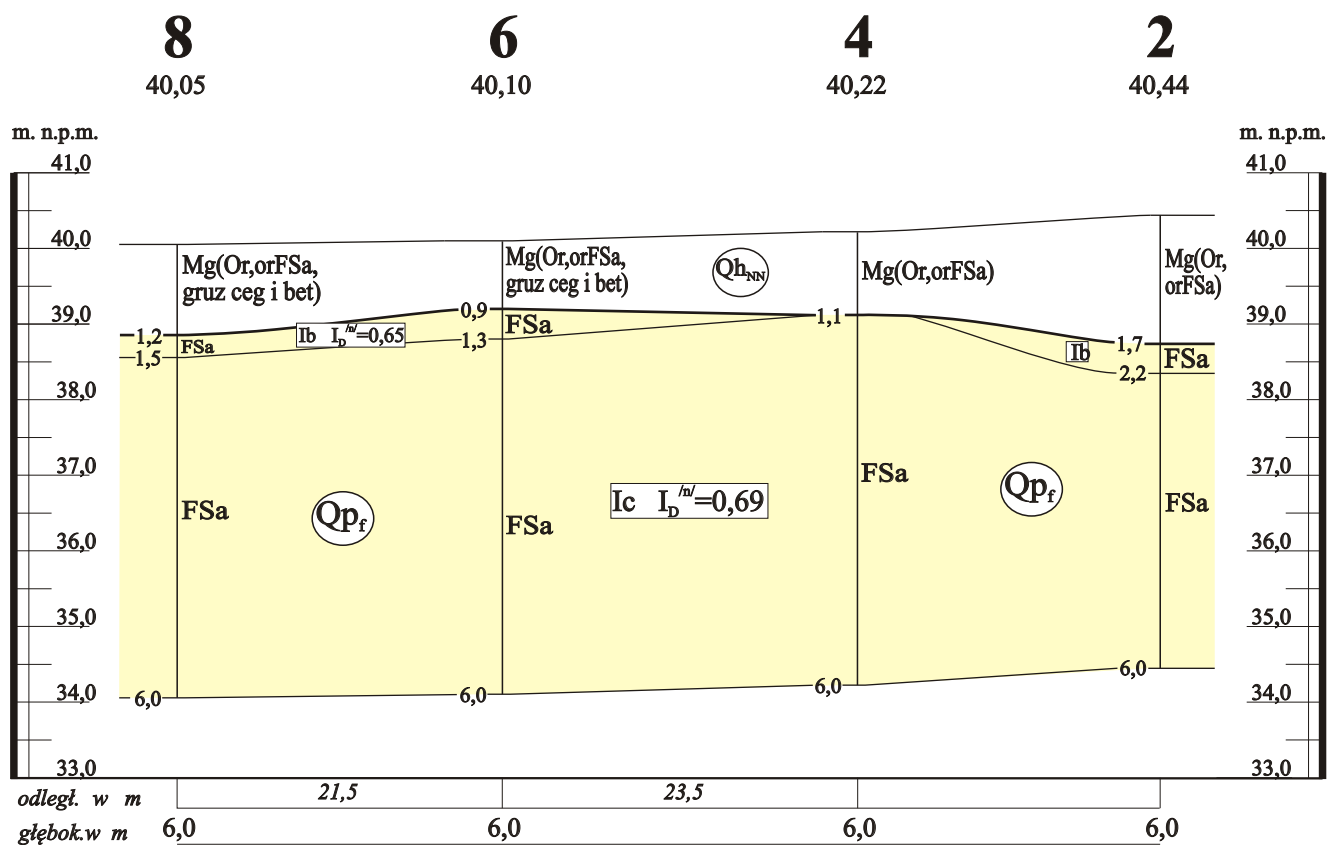 8 6 4 2
40,05 40,10 40,22 40,44
m. n.p.m. m. n.p.m.
41,0 41,0
40,0 40,0
Mg(Or,orFSa,
gruz ceg i bet)
Mg(Or,orFSa,
gruz ceg i bet)
QhNN
Mg(Or,orFSa)
Mg(Or,
orFSa)
39,0 39,0
1,2 0,9 1,1 1,7
Ib ID/n/=0,65
FSa FSa Ib FSa
1,5 1,3 2,2
38,0 38,0
37,0 37,0
FSa Qpf FSa Ic ID/n/=0,69 FSa Qpf FSa
36,0 36,0
35,0 35,0
6,0 6,0 6,0 6,0
34,0 34,0
33,0 33,0
odległ. w m 21,5 23,5
głębok.w m 6,0 6,0 6,0 6,0